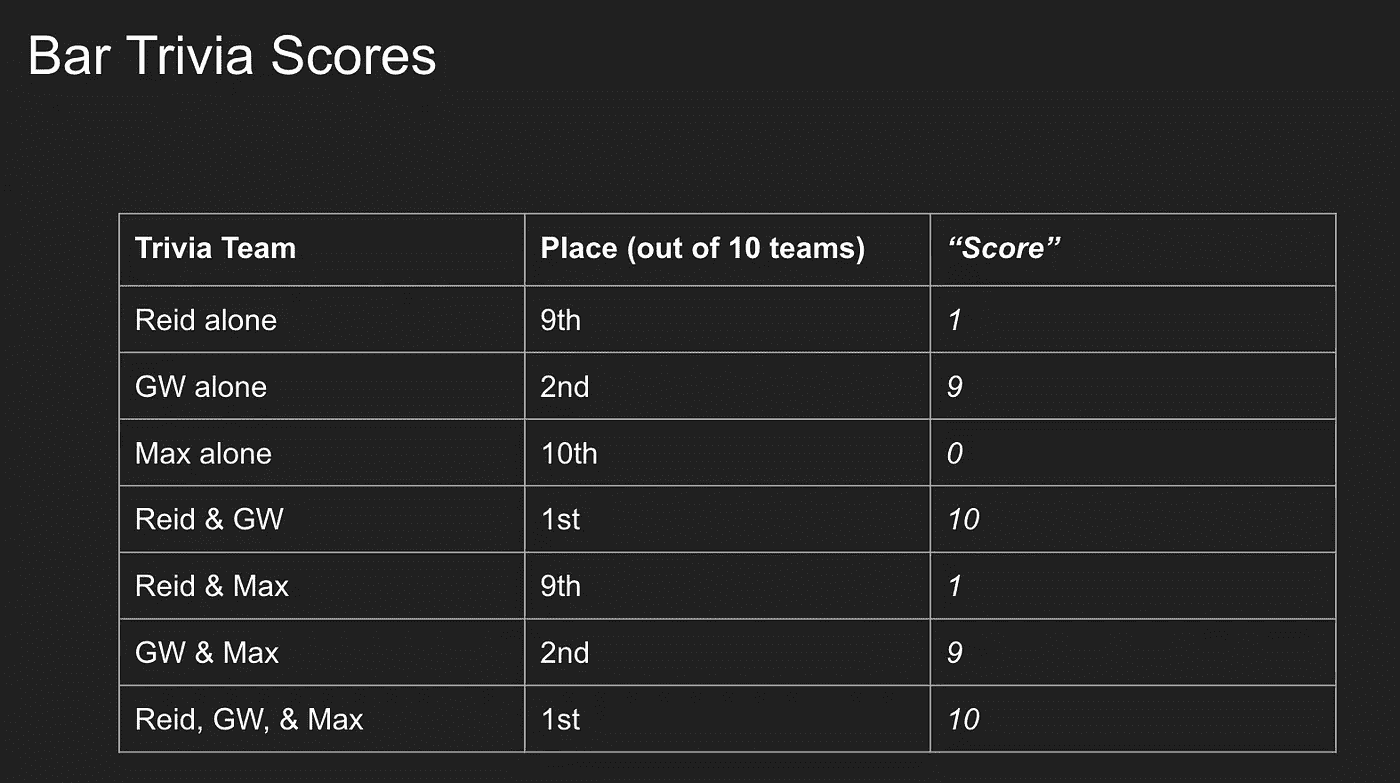 Bar Trivia Scores
Trivia Team Place (out of 10 teams) “Score”
Reid alone 9th 1
GW alone 2nd 9
Max alone 10th 0
Reid & GW 1st 10
Reid & Max 9th 1
GW & Max 2nd 9
Reid, GW, & Max 1st 10